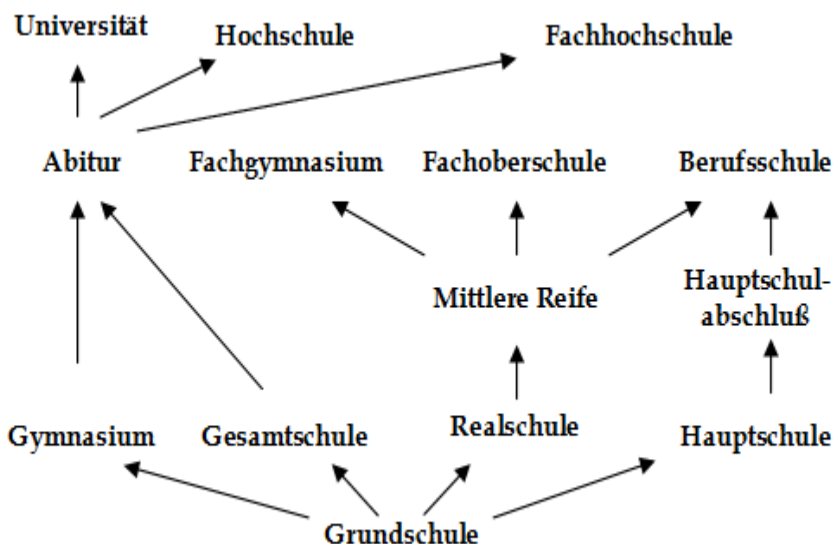 Universität
Hochschule
Fachhochschule
Abitur
Fachgymnasium
Fachoberschule
Berufsschule
Mittlere Reife
Hauptschul-
abschluß
Gymnasium
Gesamtschule
Realschule
Hauptschule
Grundschule